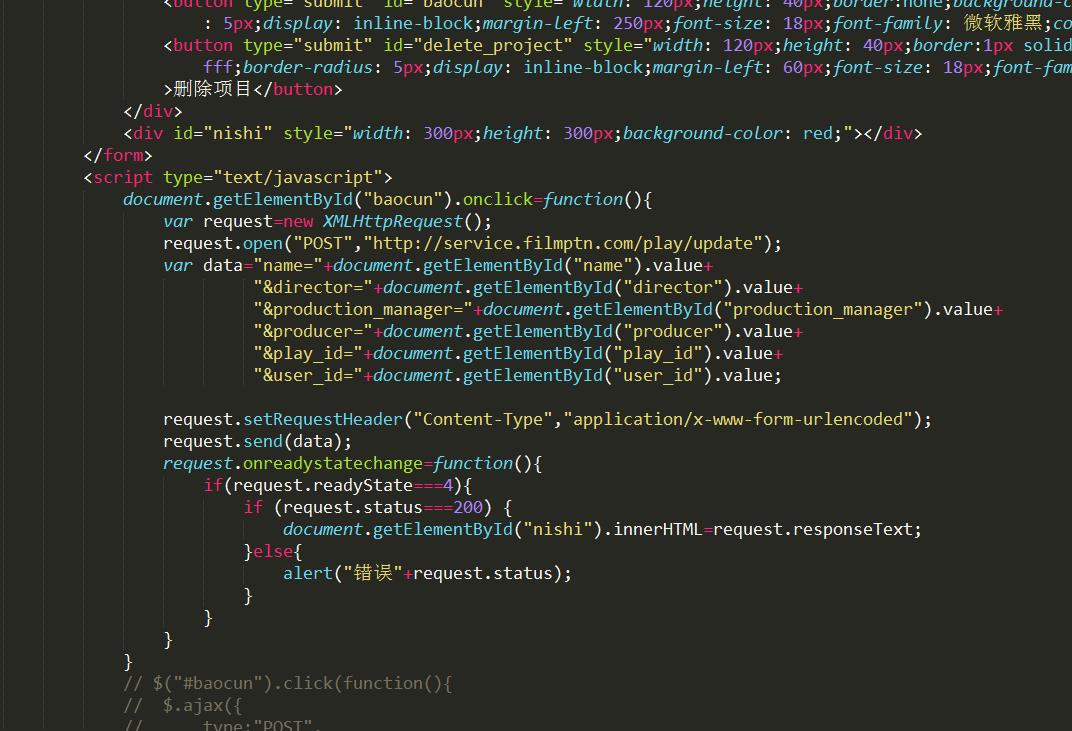 <button type="submit" id="baocun" style="width: 120px;height: 40px;border:none;background-c
: 5px;display: inline-block;margin-left: 250px;font-size: 18px;font-family: 微软雅黑;co
<button type="submit" id="delete_project" style="width: 120px;height: 40px;border:1px solid
fff;border-radius: 5px;display: inline-block;margin-left: 60px;font-size: 18px;font-fam
>删除项目</button>
</div>
<div id="nishi" style="width: 300px;height: 300px;background-color: red;"></div>
</form>
<script type="text/javascript">
document.getElementById("baocun").onclick=function(){
var request=new XMLHttpRequest();
request.open("POST","http://service.filmptn.com/play/update");
var data="name="+document.getElementById("name").value+
"&director="+document.getElementById("director").value+
"&production_manager="+document.getElementById("production_manager").value+
"&producer="+document.getElementById("producer").value+
"&play_id="+document.getElementById("play_id").value+
"&user_id="+document.getElementById("user_id").value;
request.setRequestHeader("Content-Type","application/x-www-form-urlencoded");
request.send(data);
request.onreadystatechange=function(){
if(request.readyState===4){
if (request.status===200) {
document.getElementById("nishi").innerHTML=request.responseText;
}else{
alert("错误"+request.status);
}
}
}
}
// $("#baocun").click(function(){
// $.ajax({
// type:"POST",